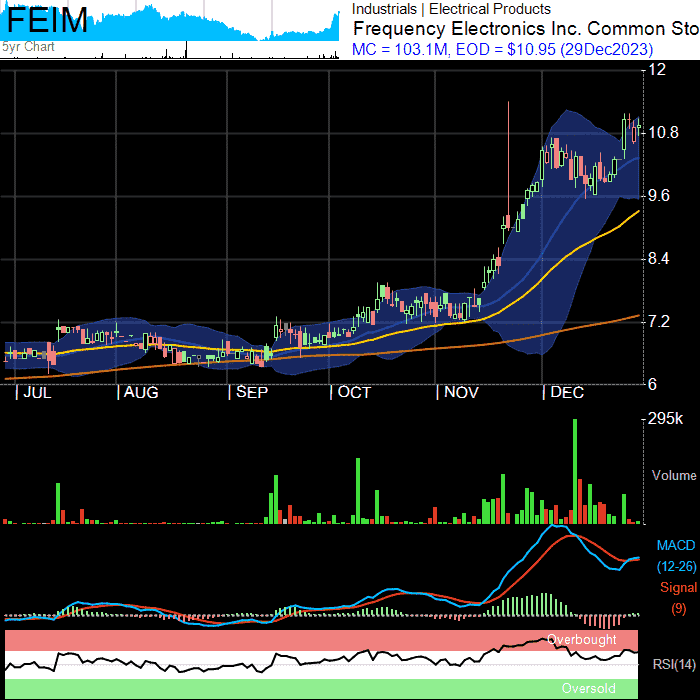 FEIM
5yr Chart
Industrials | Electrical Products
Frequency Electronics Inc. Common Sto
MC = 103.1M, EOD = $10.95 (29Dec2023)
12
10.8
9.6
8.4
7.2
6
JUL
AUG
SEP
OCT
NOV
DEC
295k
Volume
MACD
(12-26)
Signal
(9)
Overbought
RSI(14)
Oversold